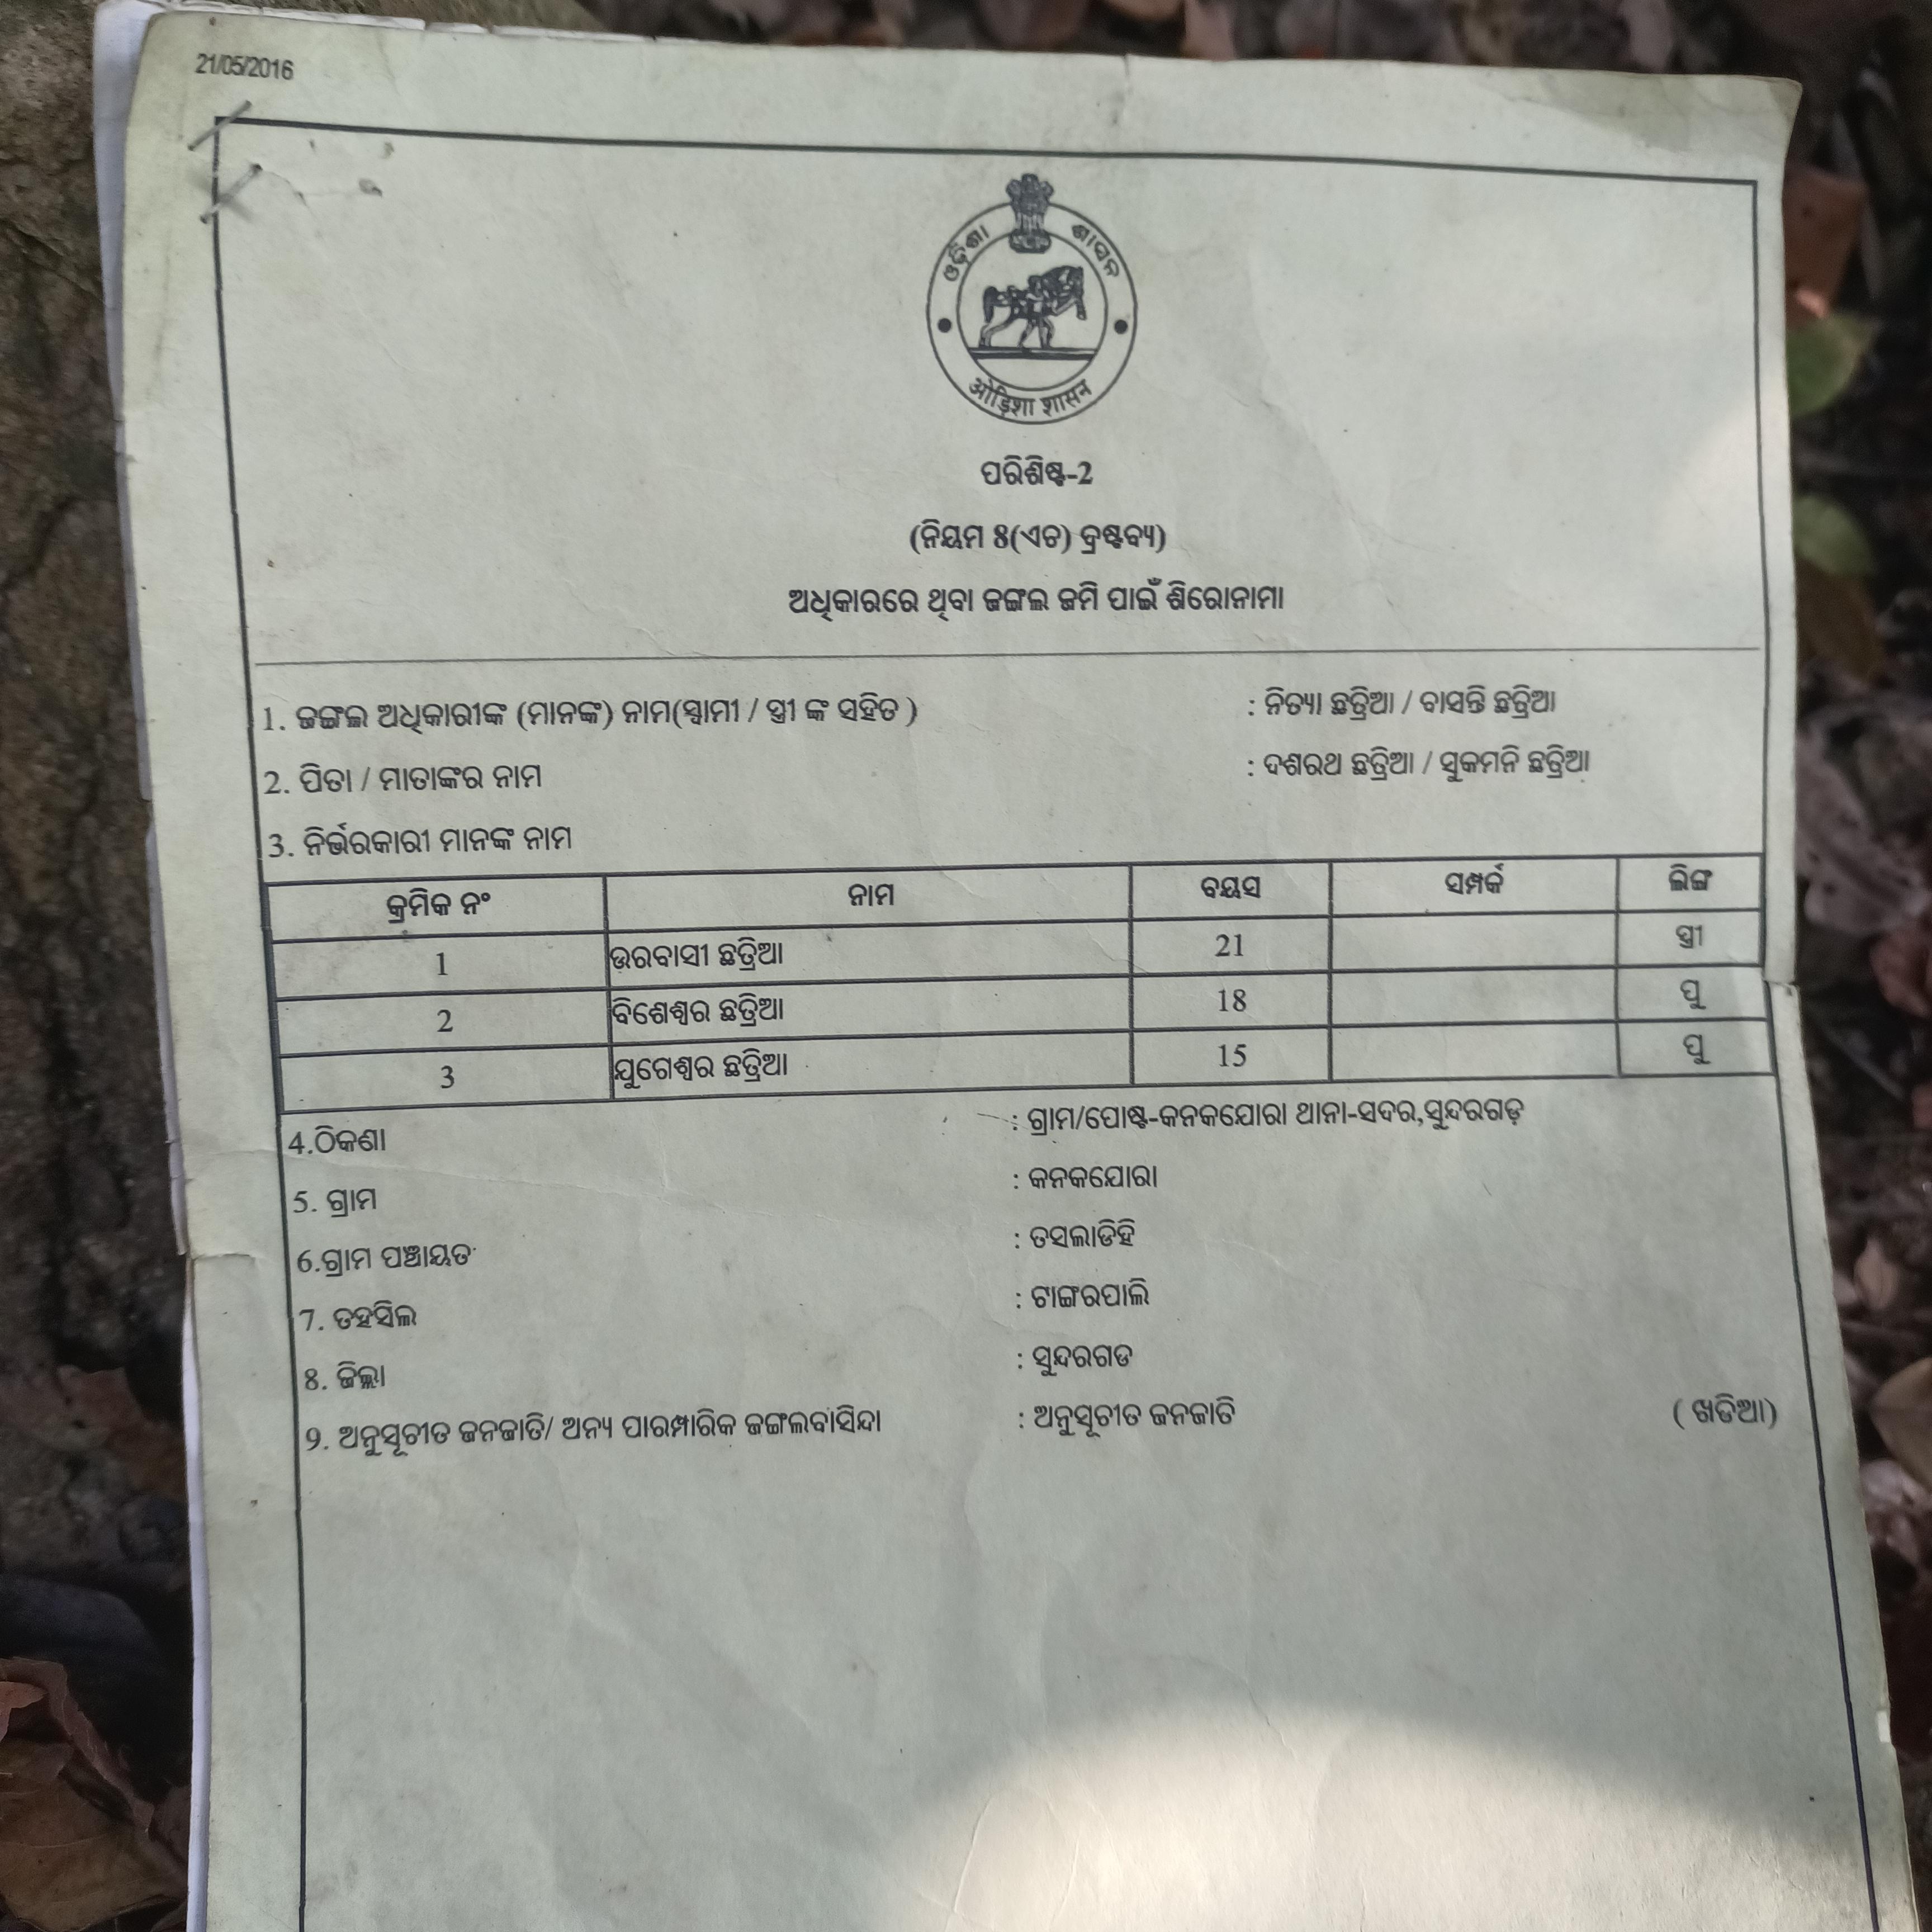 21/05/2016
ଓଡ଼ିଶା ଶାସନ
ओड़िशा शासन
ପରିଶିଷ୍ଟ-2
(ନିୟମ ୫(ଏଚ) ଦ୍ରଷ୍ଟବ୍ୟ)
ଅଧିକାରରେ ଥିବା ଜଙ୍ଗଲ ଜମି ପାଇଁ ଶିରୋନାମା
1. ଜଙ୍ଗଲ ଅଧିକାରୀଙ୍କ (ମାନଙ୍କ) ନାମ(ସ୍ୱାମୀ / ସ୍ତ୍ରୀ ଙ୍କ ସହିତ ) : ନିତ୍ୟା ଛତ୍ରିଆ / ବାସନ୍ତି ଛତ୍ରିଆ
2. ପିତା / ମାତାଙ୍କର ନାମ : ଦଶରଥ ଛତ୍ରିଆ / ସୁକମନି ଛତ୍ରିଆ
3. ନିର୍ଭରକାରୀ ମାନଙ୍କ ନାମ
କ୍ରମିକ ନଂ ନାମ ବୟସ ସମ୍ପର୍କ ଲିଙ୍ଗ
1 ଉରବାସୀ ଛତ୍ରିଆ 21 ସ୍ତ୍ରୀ
2 ବିଶେଶ୍ୱର ଛତ୍ରିଆ 18 ପୁ
3 ଯୁଗେଶ୍ୱର ଛତ୍ରିଆ 15 ପୁ
4.ଠିକଣା : ଗ୍ରାମ/ପୋଷ୍ଟ-କନକଯୋରା ଥାନା-ସଦର,ସୁନ୍ଦରଗଡ଼
5. ଗ୍ରାମ : କନକଯୋରା
6.ଗ୍ରାମ ପଞ୍ଚାୟତ : ତସଲାଡିହି
7. ତହସିଲ : ଟାଙ୍ଗରପାଲି
8. ଜିଲ୍ଲା : ସୁନ୍ଦରଗଡ
9. ଅନୁସୂଚୀତ ଜନଜାତି/ ଅନ୍ୟ ପାରମ୍ପାରିକ ଜଙ୍ଗଲବାସିନ୍ଦା : ଅନୁସୂଚୀତ ଜନଜାତି ( ଖଡିଆ)